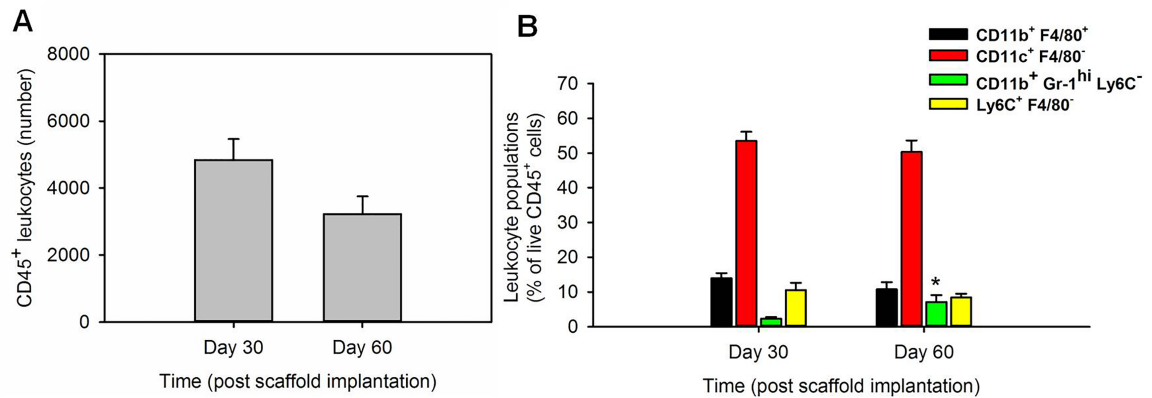 A
8000
6000
4000
2000
0
CD45+ leukocytes (number)
Day 30 Day 60
Time (post scaffold implantation)
B
CD11b+ F4/80+
CD11c+ F4/80-
CD11b+ Gr-1hi Ly6C-
Ly6C+ F4/80-
70
60
50
40
30
20
10
0
Leukocyte populations
(% of live CD45+ cells)
*
Day 30 Day 60
Time (post scaffold implantation)